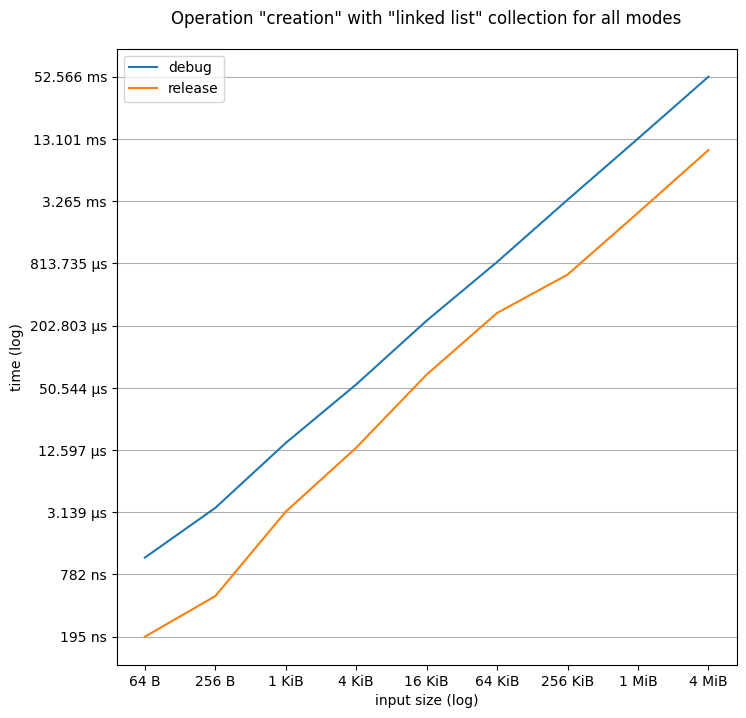 Operation "creation" with "linked list" collection for all modes
debug
release
time (log)
52.566 ms
13.101 ms
3.265 ms
813.735 µs
202.803 µs
50.544 µs
12.597 µs
3.139 µs
782 ns
195 ns
64 B 256 B 1 KiB 4 KiB 16 KiB 64 KiB 256 KiB 1 MiB 4 MiB
input size (log)